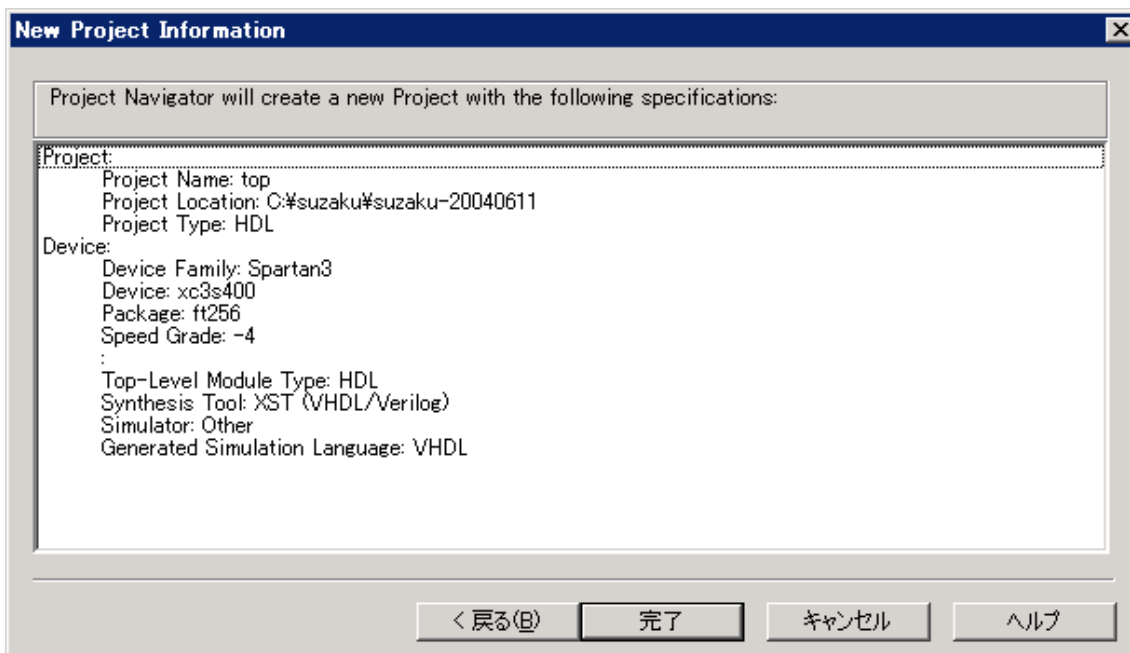 New Project Information
Project Navigator will create a new Project with the following specifications:
Project:
Project Name: top
Project Location: C:¥suzaku¥suzaku-20040611
Project Type: HDL
Device:
Device Family: Spartan3
Device: xc3s400
Package: ft256
Speed Grade: -4
:
Top-Level Module Type: HDL
Synthesis Tool: XST (VHDL/Verilog)
Simulator: Other
Generated Simulation Language: VHDL
< 戻る(B) 完了 キャンセル ヘルプ